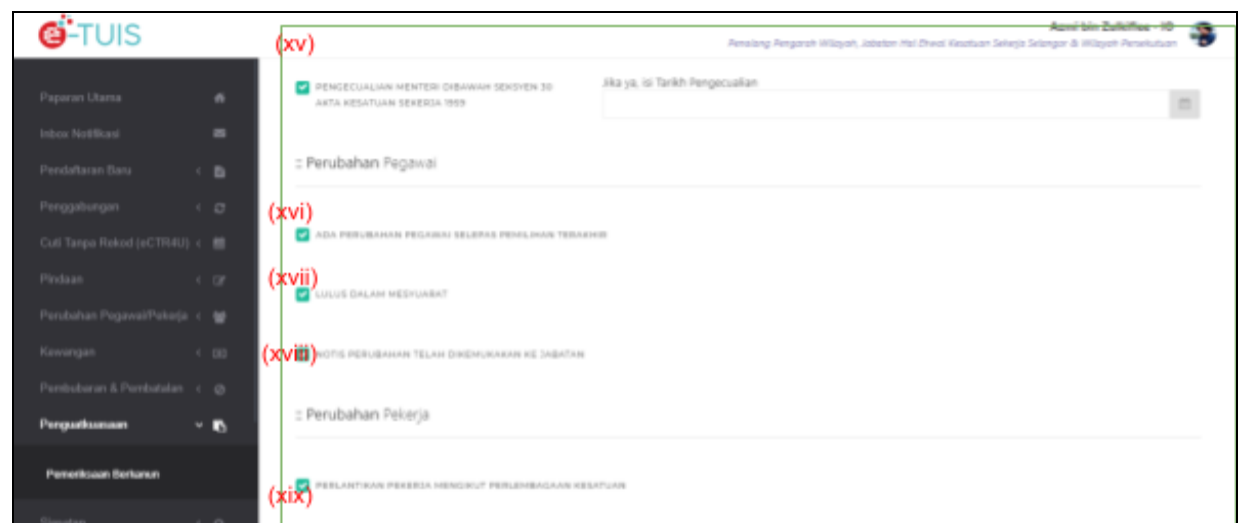 e-TUIS
Azmi bin Zulkiflee - IO
Penolong Pengarah Wilayah, Jabatan Hal Ehwal Kesatuan Sekerja Selangor & Wilayah Persekutuan
(xv)
PENGECUALIAN MENTERI DIBAWAH SEKSYEN 30
AKTA KESATUAN SEKERJA 1959
Jika ya, isi Tarikh Pengecualian
Paparan Utama
Inbox Notifikasi
Pendaftaran Baru
Penggabungan
Cuti Tanpa Rekod (eCTR4U)
Pindaan
Perubahan Pegawai/Pekerja
Kewangan
Pembubaran & Pembatalan
Penguatkuasaan
Pemeriksaan Berkanun
:: Perubahan Pegawai
(xvi)
ADA PERUBAHAN PEGAWAI SELEPAS PEMILIHAN TERAKHIR
(xvii)
LULUS DALAM MESYUARAT
(xviii)
NOTIS PERUBAHAN TELAH DIKEMUKAKAN KE JABATAN
:: Perubahan Pekerja
(xix)
PERLANTIKAN PEKERJA MENGIKUT PERLEMBAGAAN KESATUAN